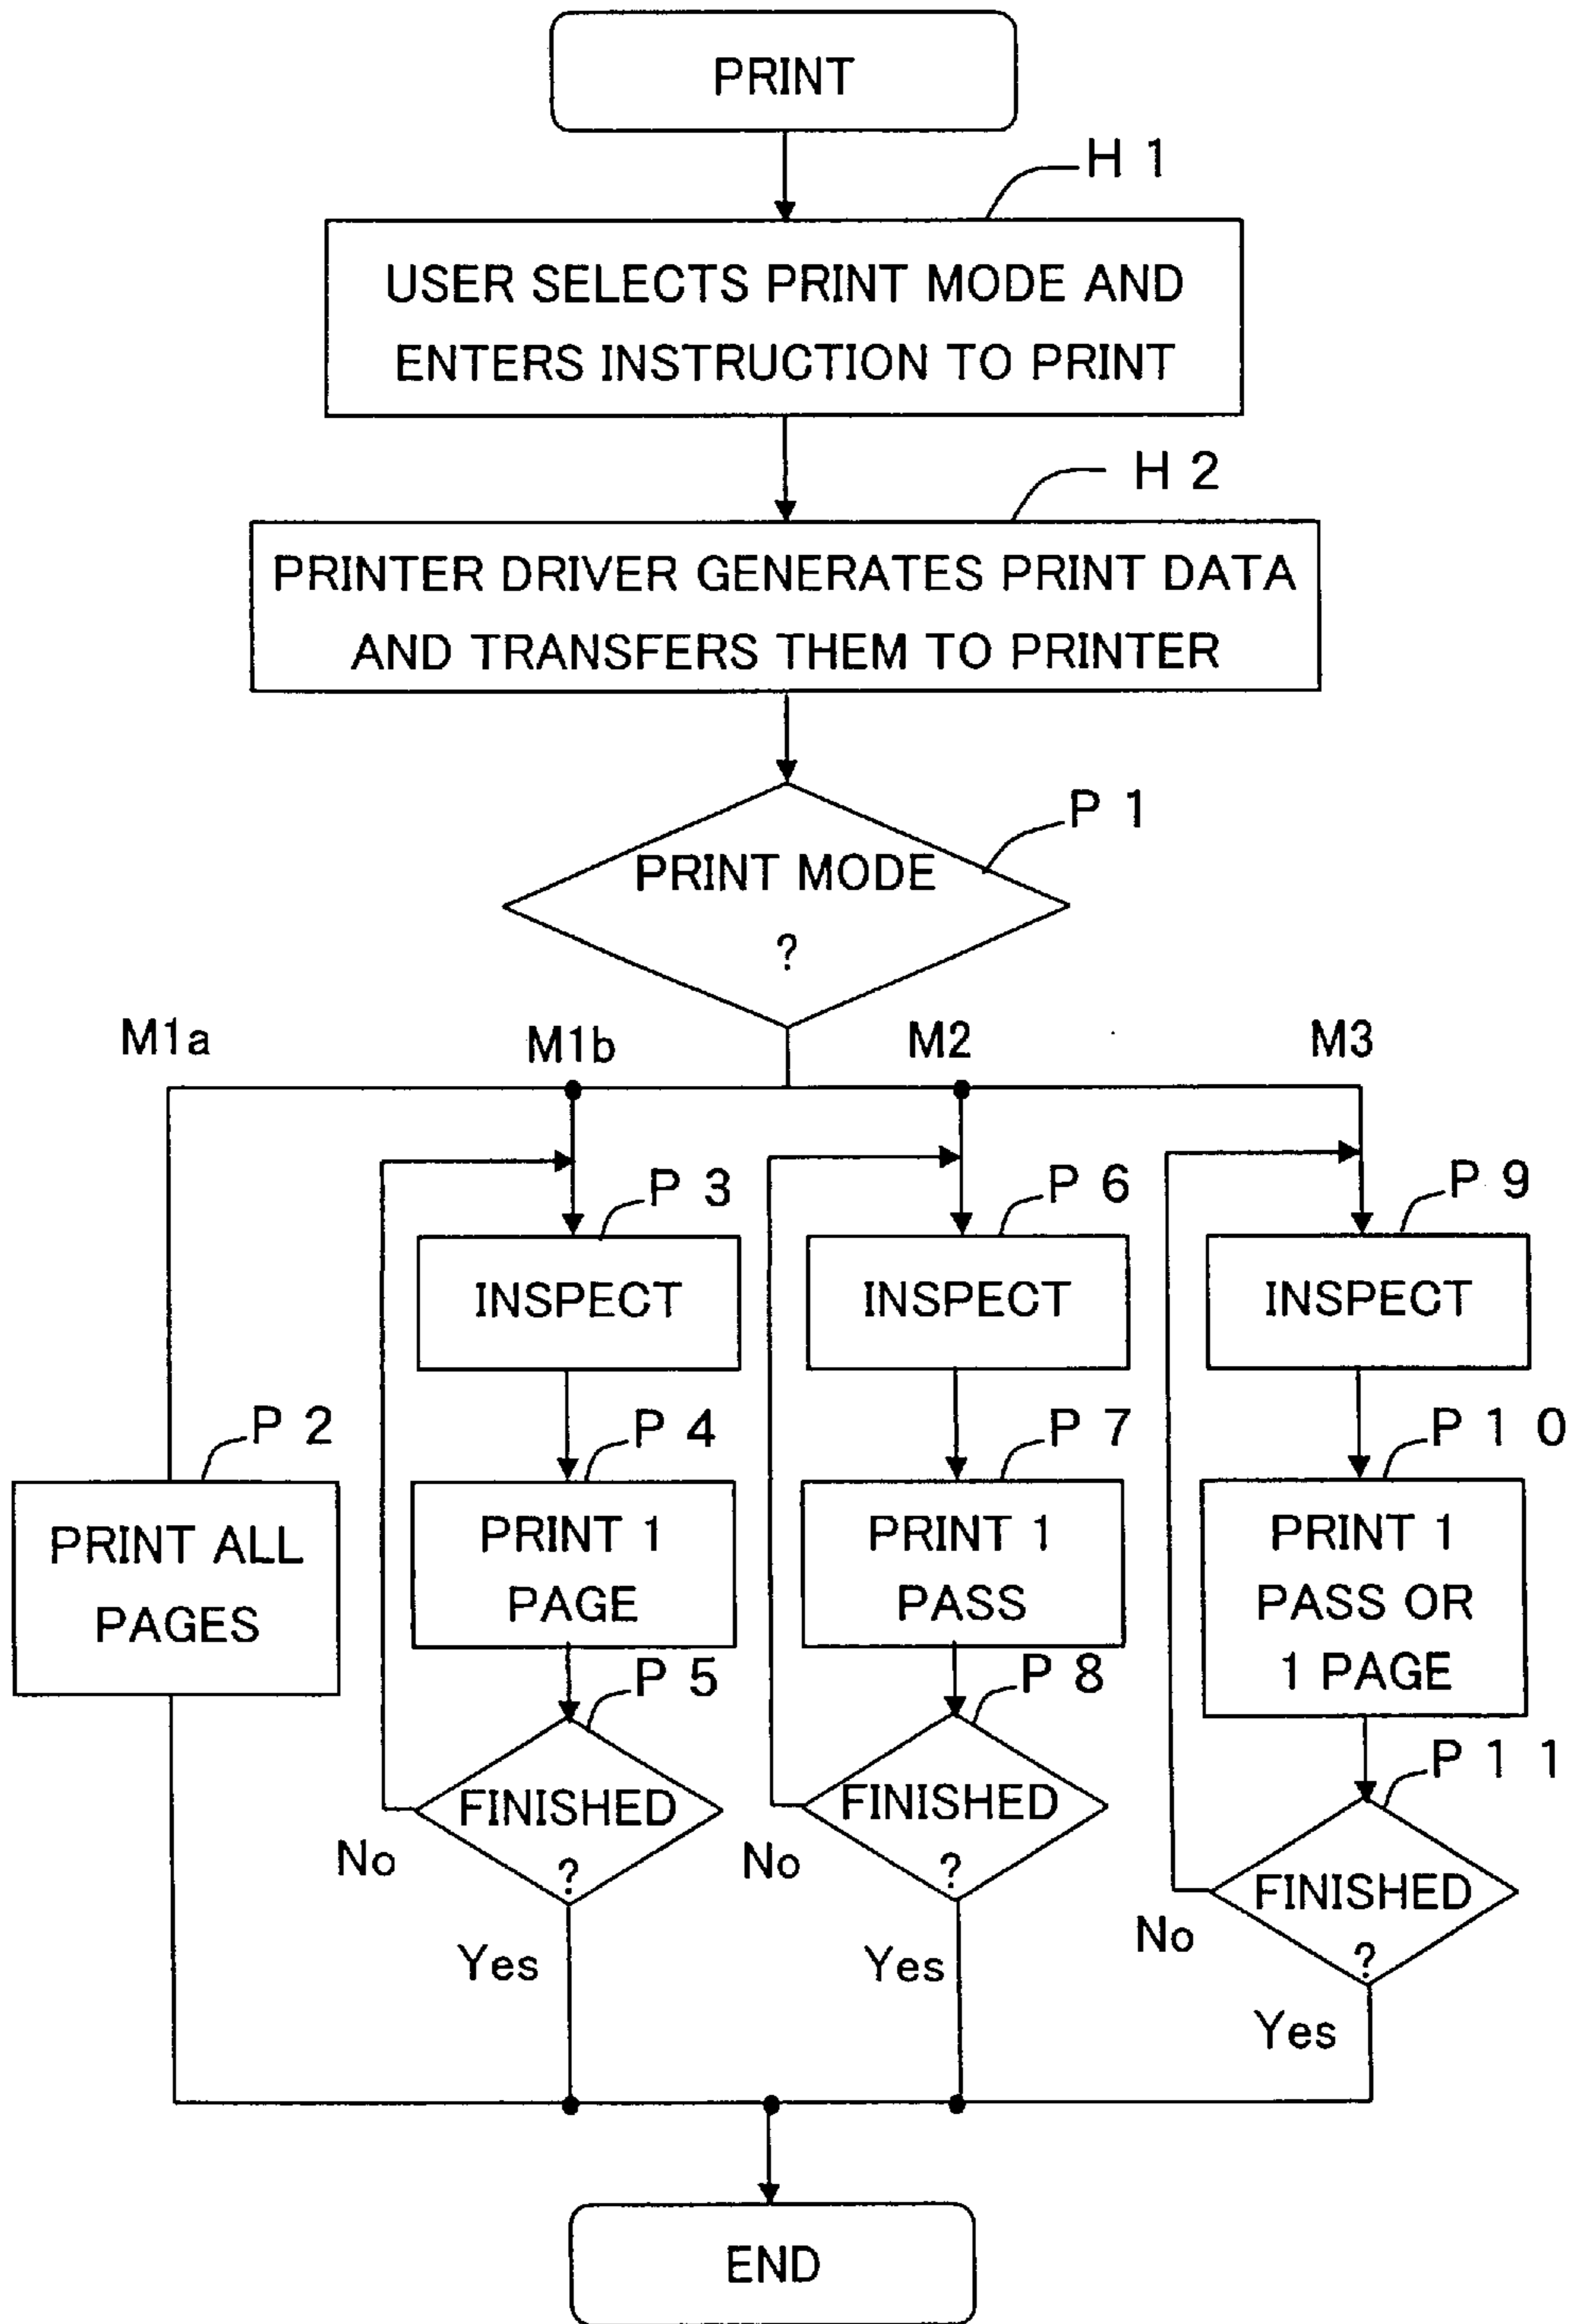 PRINT
H 1
USER SELECTS PRINT MODE AND
ENTERS INSTRUCTION TO PRINT
H 2
PRINTER DRIVER GENERATES PRINT DATA
AND TRANSFERS THEM TO PRINTER
P 1
PRINT MODE
?
M1a
M1b
M2
M3
P 2
PRINT ALL
PAGES
P 3
INSPECT
P 4
PRINT 1
PAGE
P 5
FINISHED
?
No
Yes
P 6
INSPECT
P 7
PRINT 1
PASS
P 8
FINISHED
?
No
Yes
P 9
INSPECT
P 1 0
PRINT 1
PASS OR
1 PAGE
P 1 1
FINISHED
?
No
Yes
END